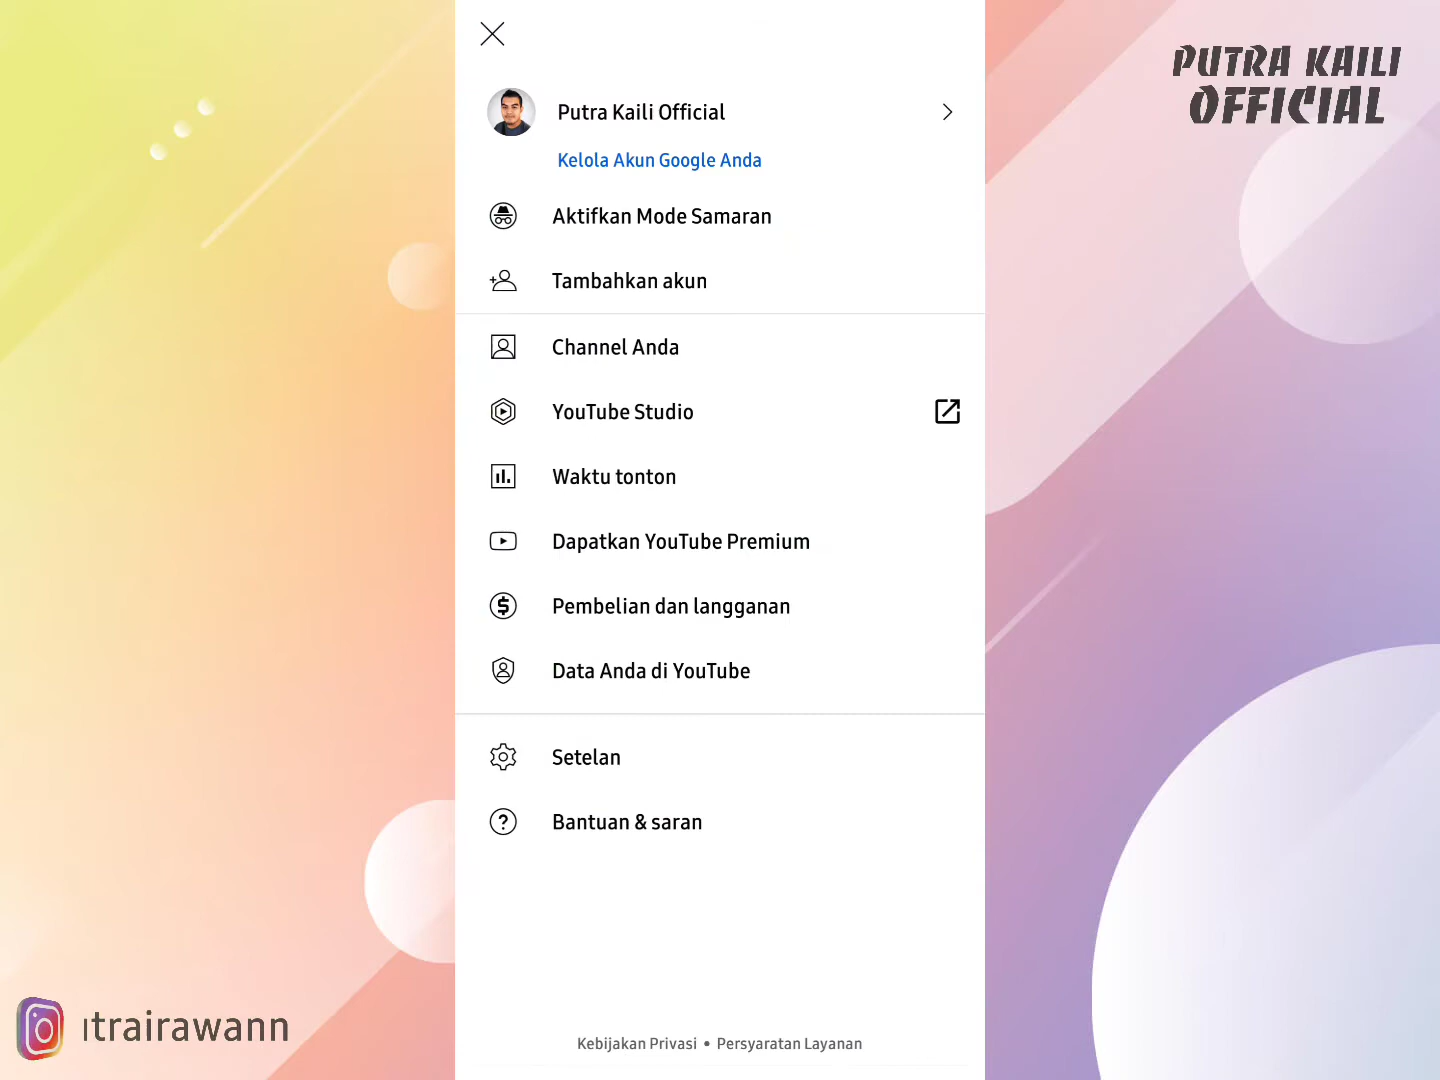 PUTRA KAILI
OFFICIAL
Putra Kaili Official
Kelola Akun Google Anda
Aktifkan Mode Samaran
Tambahkan akun
Channel Anda
YouTube Studio
Waktu tonton
Dapatkan YouTube Premium
Pembelian dan langganan
Data Anda di YouTube
Setelan
Bantuan & saran
Kebijakan Privasi • Persyaratan Layanan